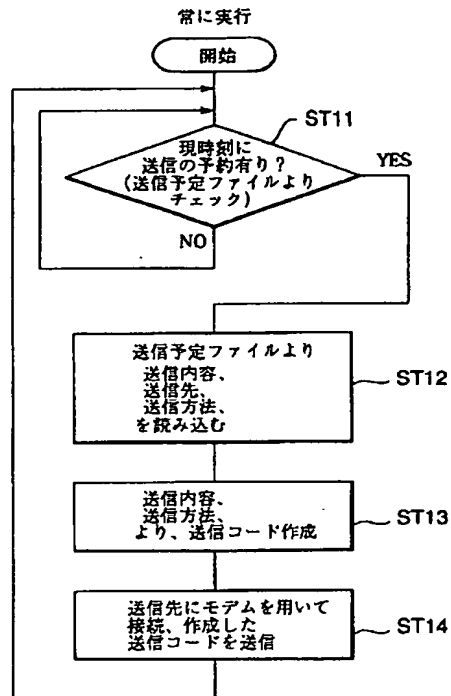 常に実行
開始
ST11
現時刻に
送信の予約有り？
(送信予定ファイルより
チェック)
YES
NO
送信予定ファイルより
送信内容、
送信先、
送信方法、
を読み込む
ST12
送信内容、
送信方法、
より、送信コード作成
ST13
送信先にモデムを用いて
接続、作成した
送信コードを送信
ST14